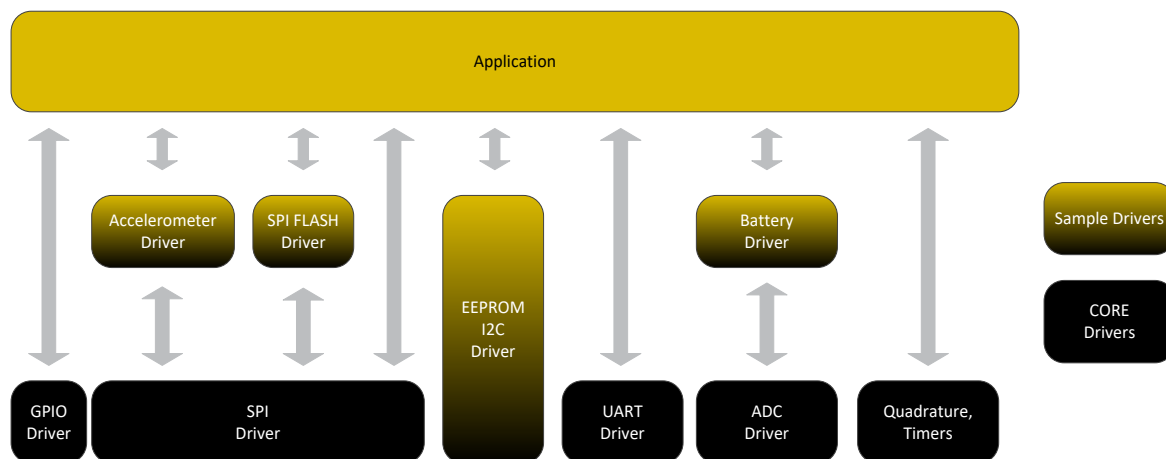 Application
Accelerometer
Driver
SPI FLASH
Driver
EEPROM
I2C
Driver
Battery
Driver
Sample Drivers
CORE
Drivers
GPIO
Driver
SPI
Driver
UART
Driver
ADC
Driver
Quadrature,
Timers